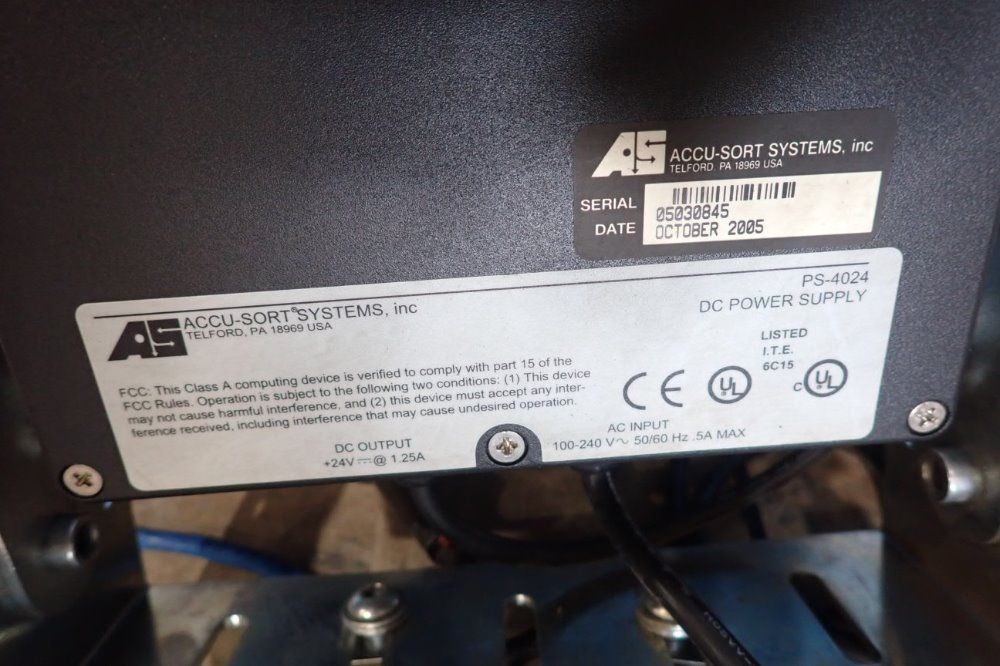 AS ACCU-SORT SYSTEMS, inc
TELFORD, PA 18969 USA
SERIAL 05030845
DATE OCTOBER 2005
AS ACCU-SORT® SYSTEMS, inc
TELFORD, PA 18969 USA
PS-4024
DC POWER SUPPLY
FCC: This Class A computing device is verified to comply with part 15 of the
FCC Rules. Operation is subject to the following two conditions: (1) This device
may not cause harmful interference, and (2) this device must accept any inter-
ference received, including interference that may cause undesired operation.
LISTED
I.T.E.
6C15
CE UL C UL
DC OUTPUT
+24V ⎓ @ 1.25A
AC INPUT
100-240 V∿ 50/60 Hz .5A MAX